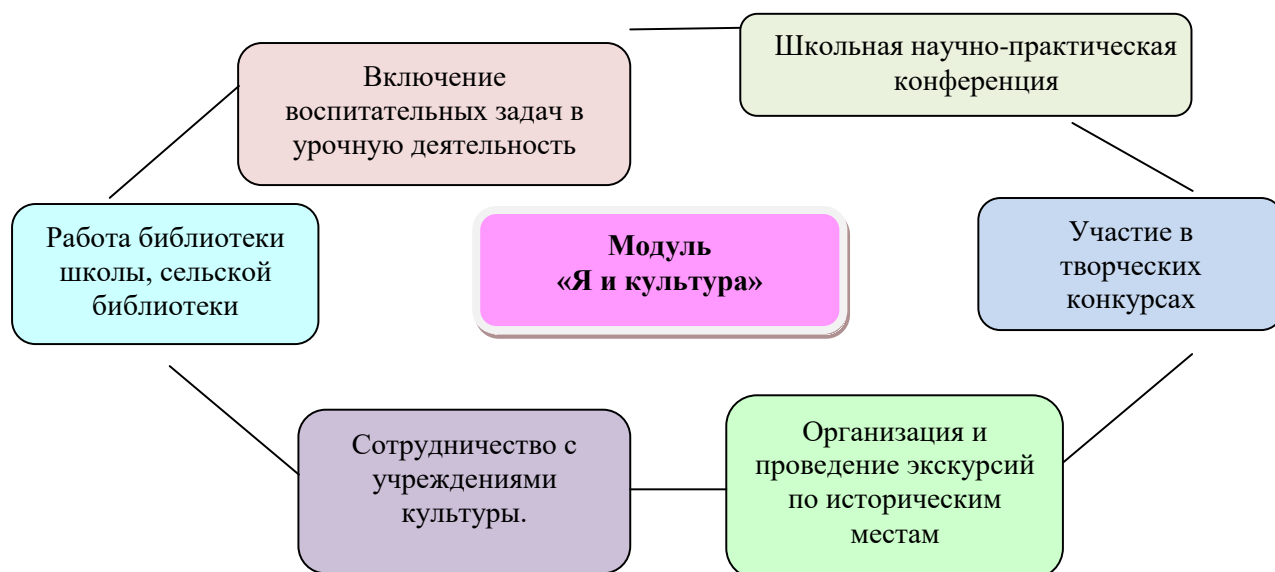 Школьная научно-практическая
конференция
Включение
воспитательных задач в
урочную деятельность
Работа библиотеки
школы, сельской
библиотеки
Модуль
«Я и культура»
Участие в
творческих
конкурсах
Сотрудничество с
учреждениями
культуры.
Организация и
проведение экскурсий
по историческим
местам